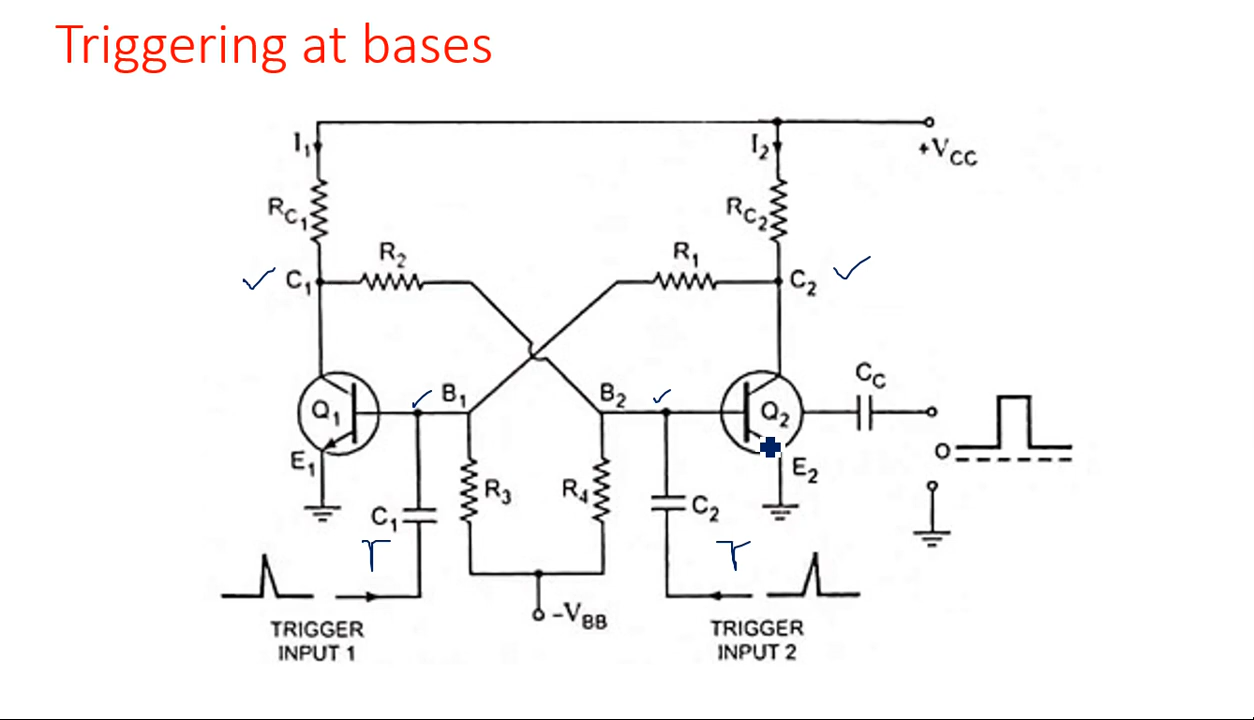 Triggering at bases
I1
I2
+VCC
RC1
RC2
R2
R1
C1
C2
CC
B1
B2
Q1
Q2
O
E1
E2
R3
R4
C1
C2
T
T
-VBB
TRIGGER
INPUT 1
TRIGGER
INPUT 2